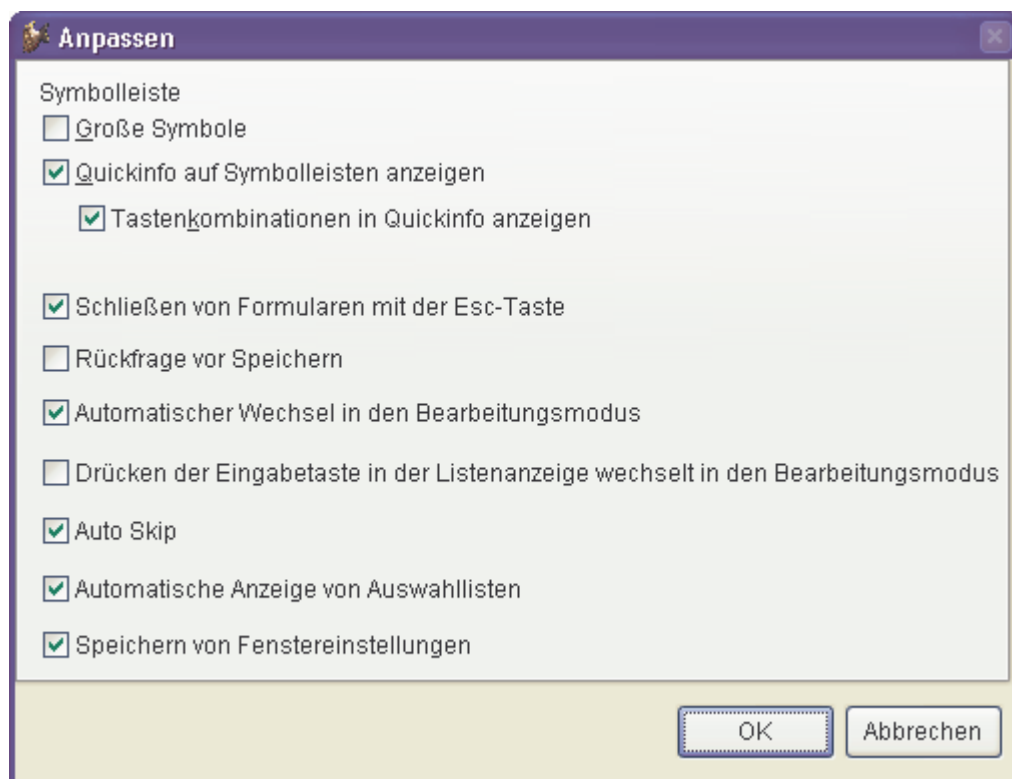 Anpassen
Symbolleiste
Große Symbole
Quickinfo auf Symbolleisten anzeigen
Tastenkombinationen in Quickinfo anzeigen
Schließen von Formularen mit der Esc-Taste
Rückfrage vor Speichern
Automatischer Wechsel in den Bearbeitungsmodus
Drücken der Eingabetaste in der Listenanzeige wechselt in den Bearbeitungsmodus
Auto Skip
Automatische Anzeige von Auswahllisten
Speichern von Fenstereinstellungen
OK
Abbrechen